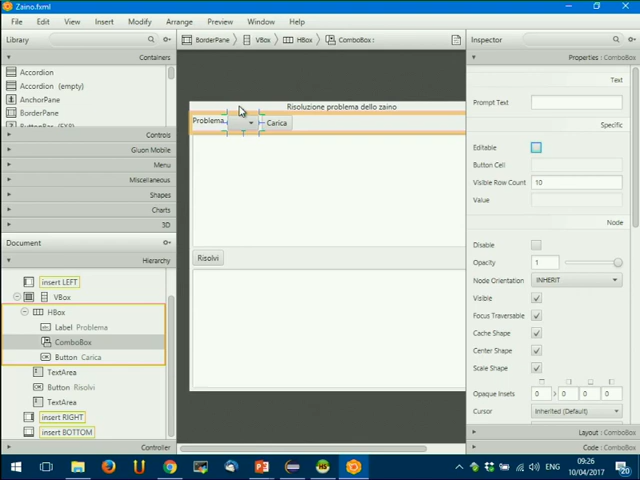 Zaino.fxml
File Edit View Insert Modify Arrange Preview Window Help
Library
Containers
Accordion
Accordion (empty)
AnchorPane
BorderPane
Controls
Gluon Mobile
Menu
Miscellaneous
Shapes
Charts
3D
Document
Hierarchy
insert LEFT
VBox
HBox
Label Problema
ComboBox
Button Carica
TextArea
Button Risolvi
TextArea
insert RIGHT
insert BOTTOM
Controller
BorderPane VBox HBox ComboBox :
Risoluzione problema dello zaino
Problema
Carica
Risolvi
Inspector
Properties : ComboBox
Text
Prompt Text
Specific
Editable
Button Cell
Visible Row Count 10
Value
Node
Disable
Opacity 1
Node Orientation INHERIT
Visible
Focus Traversable
Cache Shape
Center Shape
Scale Shape
Opaque Insets 0 0 0 0
Cursor Inherited (Default)
Layout : ComboBox
Code : ComboBox
ENG
09:26
10/04/2017
20